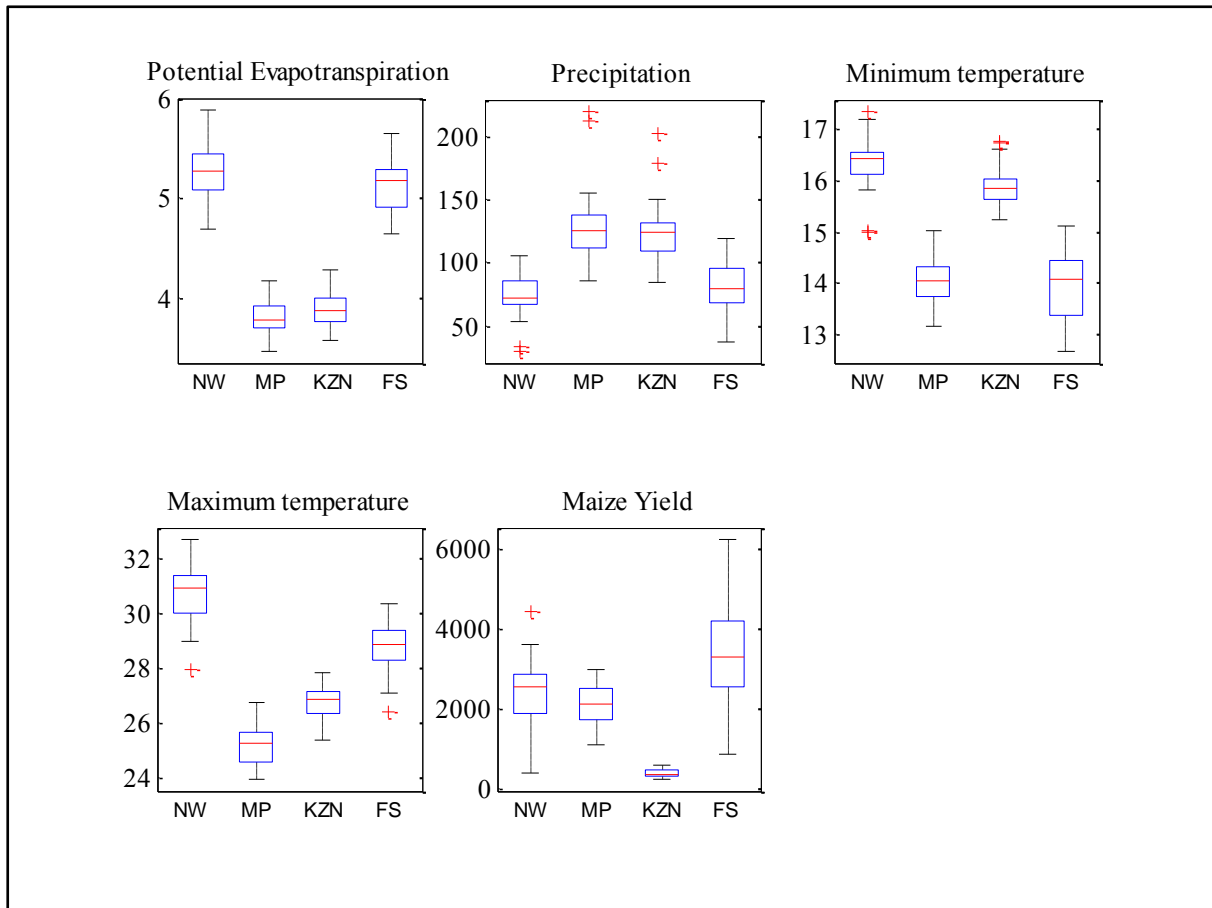 Potential Evapotranspiration
6
5
4
NW MP KZN FS
Precipitation
200
150
100
50
NW MP KZN FS
Minimum temperature
17
16
15
14
13
NW MP KZN FS
Maximum temperature
32
30
28
26
24
NW MP KZN FS
Maize Yield
6000
4000
2000
0
NW MP KZN FS